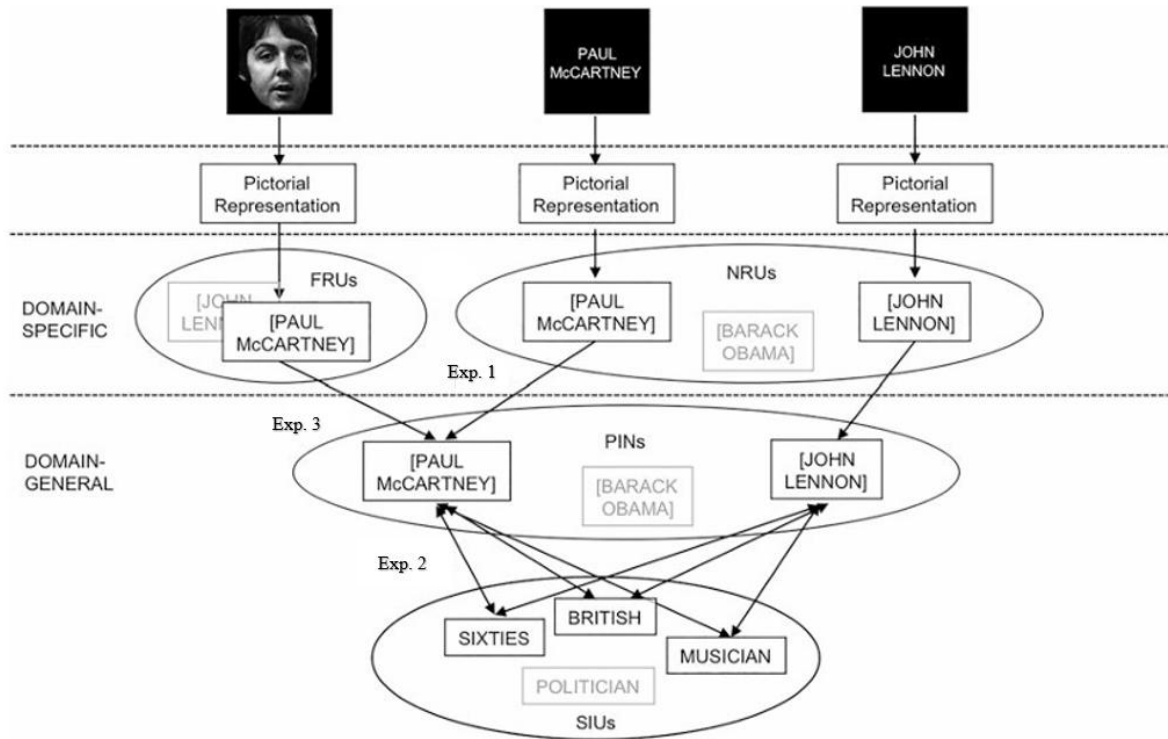 PAUL
McCARTNEY
JOHN
LENNON
Pictorial
Representation
Pictorial
Representation
Pictorial
Representation
DOMAIN-
SPECIFIC
FRUs
[JOHN
LENN
[PAUL
McCARTNEY]
NRUs
[PAUL
McCARTNEY]
[BARACK
OBAMA]
[JOHN
LENNON]
Exp. 1
Exp. 3
DOMAIN-
GENERAL
PINs
[PAUL
McCARTNEY]
[BARACK
OBAMA]
[JOHN
LENNON]
Exp. 2
SIXTIES
BRITISH
MUSICIAN
POLITICIAN
SIUs